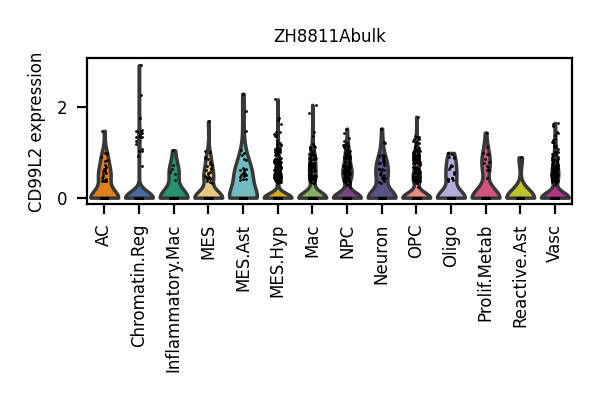 ZH8811Abulk
CD99L2 expression
2
0
AC
Chromatin.Reg
Inflammatory.Mac
MES
MES.Ast
MES.Hyp
Mac
NPC
Neuron
OPC
Oligo
Prolif.Metab
Reactive.Ast
Vasc